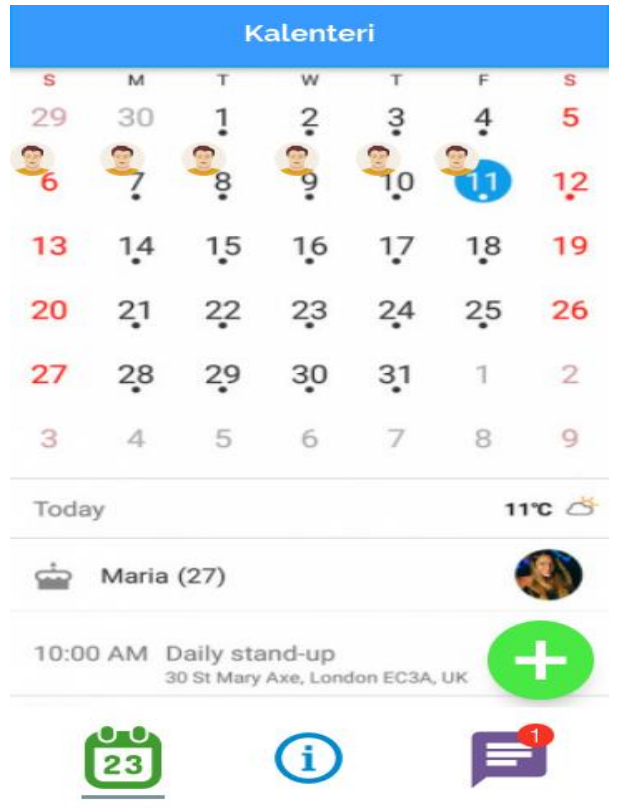 Kalenteri
S M T W T F S
29 30 1 2 3 4 5
6 7 8 9 10 11 12
13 14 15 16 17 18 19
20 21 22 23 24 25 26
27 28 29 30 31 1 2
3 4 5 6 7 8 9
Today 11°C
Maria (27)
10:00 AM Daily stand-up
30 St Mary Axe, London EC3A, UK
23 i 1